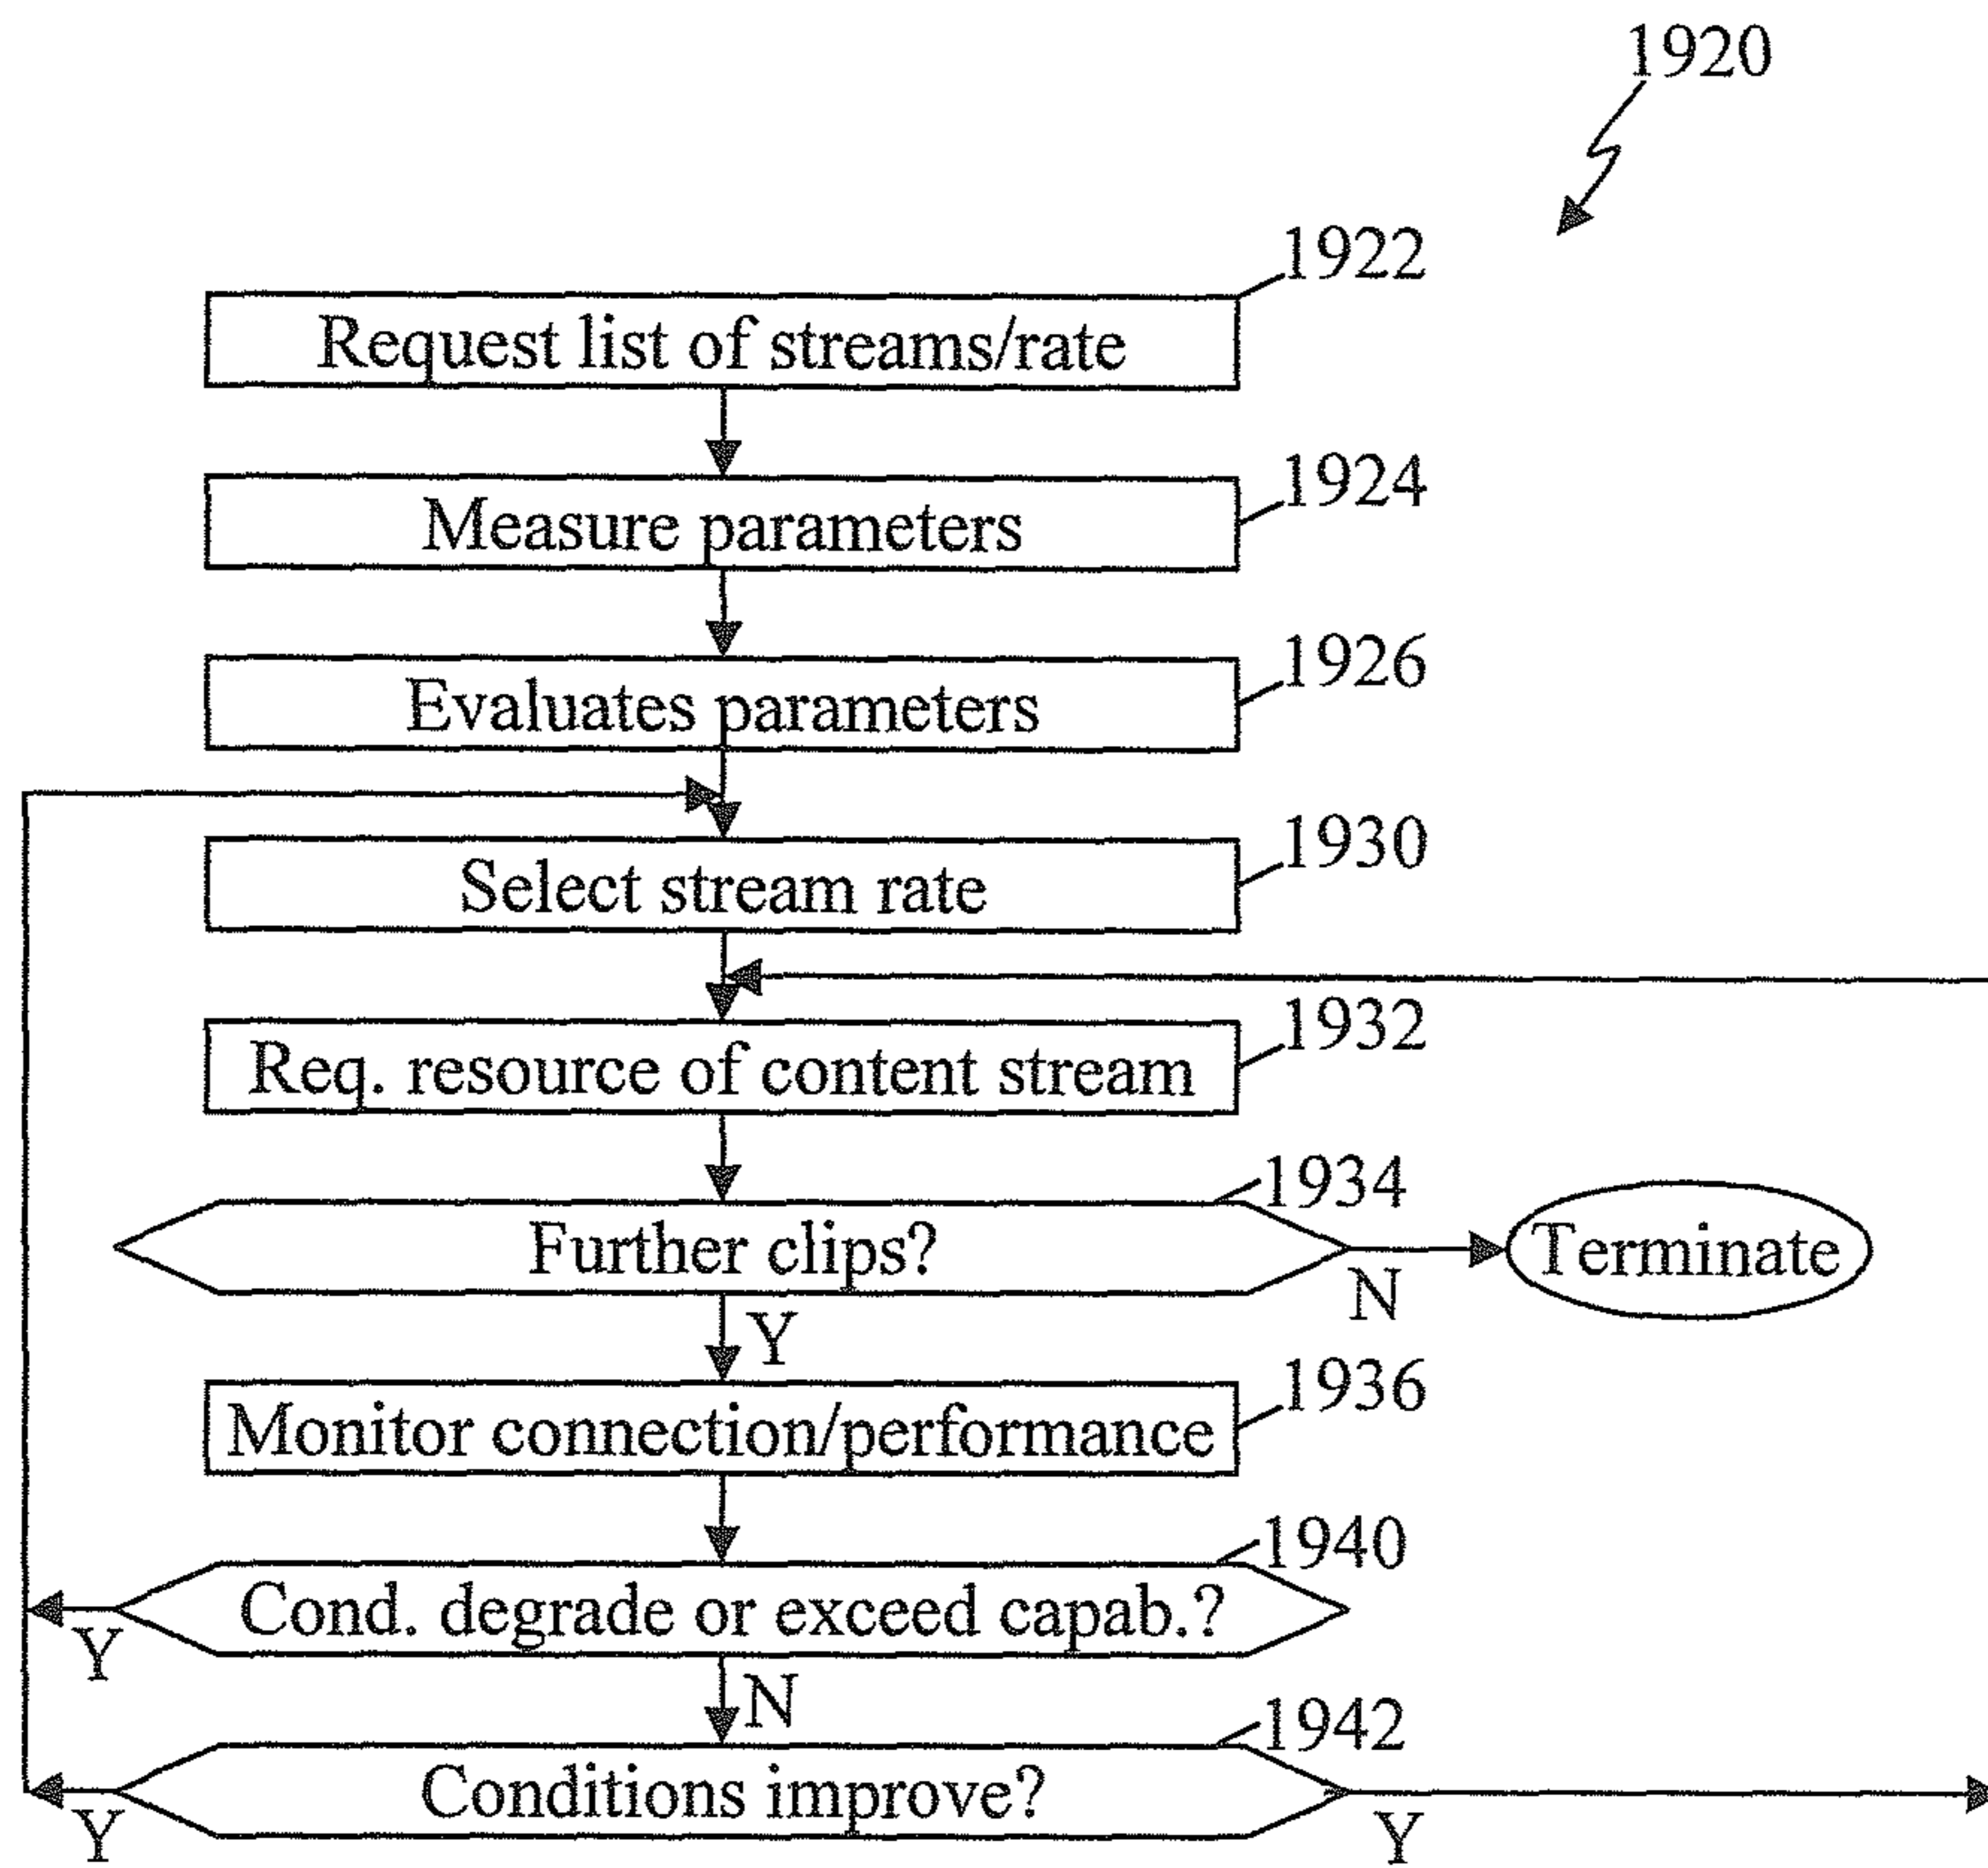 1920
1922
Request list of streams/rate
1924
Measure parameters
1926
Evaluates parameters
1930
Select stream rate
1932
Req. resource of content stream
1934
Further clips?
Terminate
N
Y
1936
Monitor connection/performance
1940
Cond. degrade or exceed capab.?
Y
N
1942
Conditions improve?
Y
Y